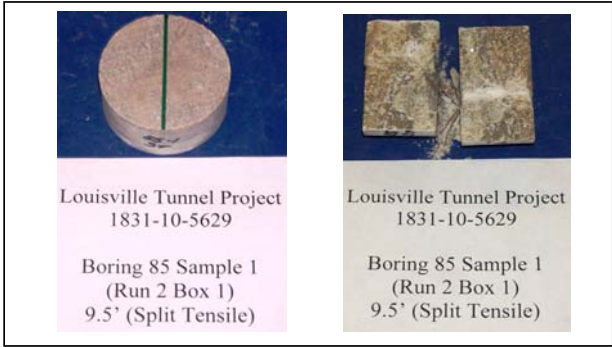 Louisville Tunnel Project
1831-10-5629
Boring 85 Sample 1
(Run 2 Box 1)
9.5' (Split Tensile)
Louisville Tunnel Project
1831-10-5629
Boring 85 Sample 1
(Run 2 Box 1)
9.5' (Split Tensile)